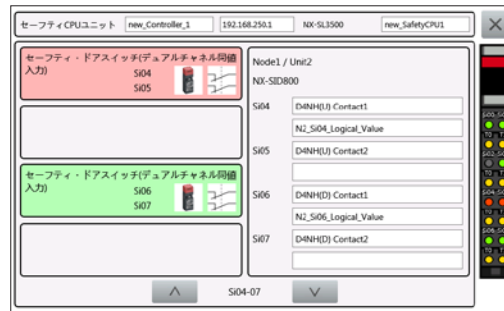 セーフティCPUユニット
new_Controller_1
192.168.250.1
NX-SL3500
new_SafetyCPU1
セーフティ・ドアスイッチ(デュアルチャネル同値
入力)
Si04
Si05
セーフティ・ドアスイッチ(デュアルチャネル同値
入力)
Si06
Si07
Node1 / Unit2
NX-SID800
Si04
D4NH(U) Contact1
N2_Si04_Logical_Value
Si05
D4NH(U) Contact2
Si06
D4NH(D) Contact1
N2_Si06_Logical_Value
Si07
D4NH(D) Contact2
Si04-07